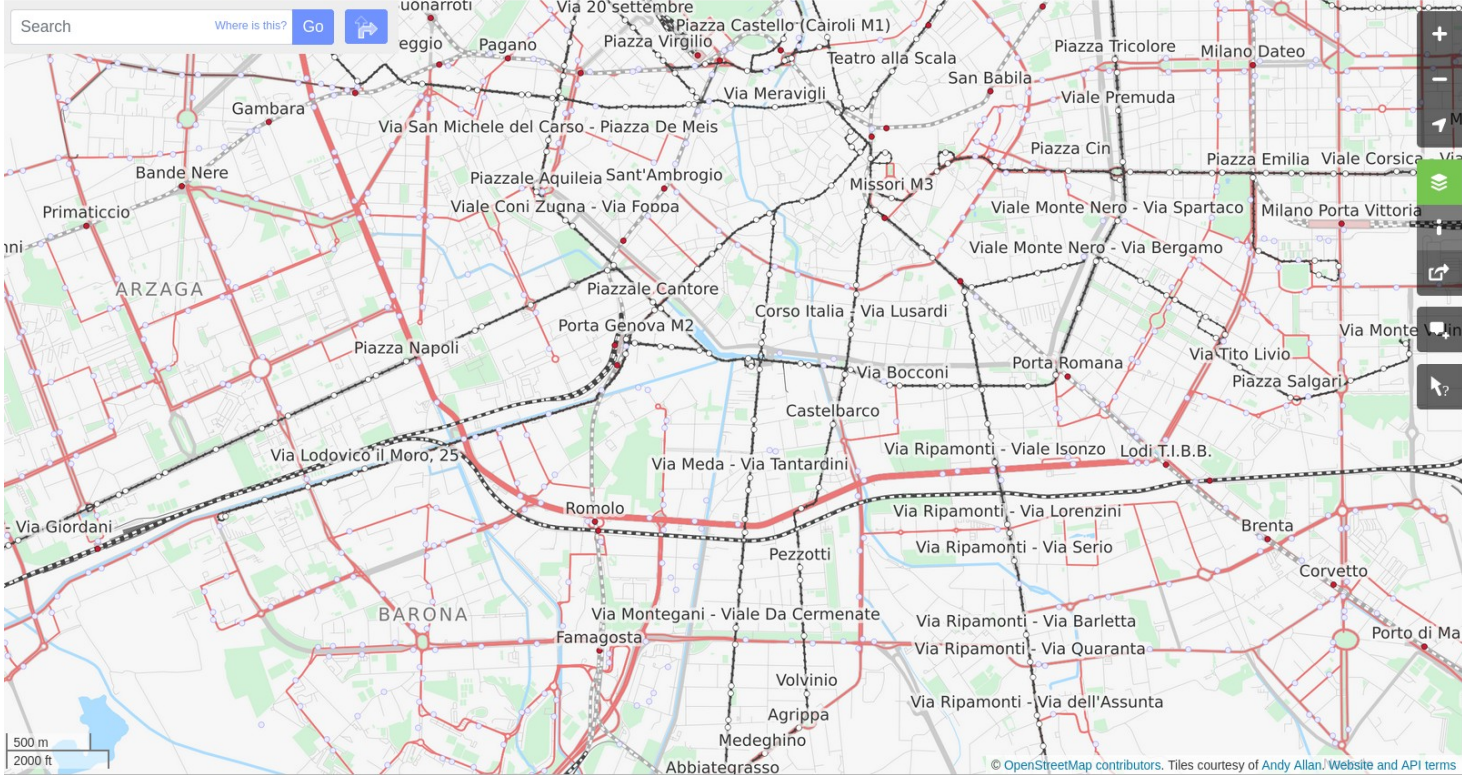 uonarroti
Via 20 settembre
Search
Where is this?
Go
Piazza Castello (Cairoli M1)
eggio
Pagano
Piazza Virgilio
Piazza Tricolore
Milano Dateo
Teatro alla Scala
San Babila
Via Meravigli
Viale Premuda
Gambara
Via San Michele del Carso - Piazza De Meis
Piazza Cin
Piazza Emilia
Viale Corsica - Via
Bande Nere
Piazzale Aquileia
Sant'Ambrogio
Missori M3
Primaticcio
Viale Coni Zugna - Via Foppa
Viale Monte Nero - Via Spartaco
Milano Porta Vittoria
nni
Viale Monte Nero - Via Bergamo
ARZAGA
Piazzale Cantore
Corso Italia
Via Lusardi
Porta Genova M2
Via Monte
Piazza Napoli
Via Tito Livio
Porta Romana
Via Bocconi
Piazza Salgari
Castelbarco
Via Lodovico il Moro, 25
Via Ripamonti - Viale Isonzo
Lodi T.I.B.B.
Via Meda - Via Tantardini
Romolo
Via Ripamonti - Via Lorenzini
- Via Giordani
Brenta
Via Ripamonti - Via Serio
Pezzotti
Corvetto
BARONA
Via Montegani - Viale Da Cermenate
Via Ripamonti - Via Barletta
Famagosta
Porto di Ma
Via Ripamonti - Via Quaranta
Volvinio
Via Ripamonti - Via dell'Assunta
Agrippa
Medeghino
Abbiategrasso
500 m
2000 ft
© OpenStreetMap contributors. Tiles courtesy of Andy Allan. Website and API terms